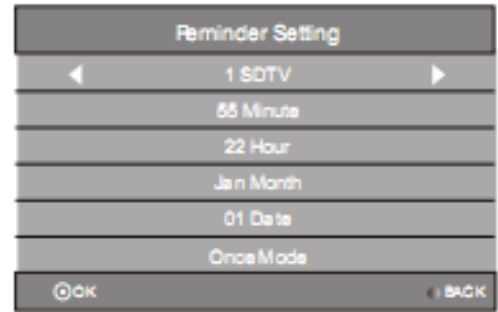 Reminder Setting
1 SDTV
55 Minute
22 Hour
Jan Month
01 Date
Once Mode
OK BACK